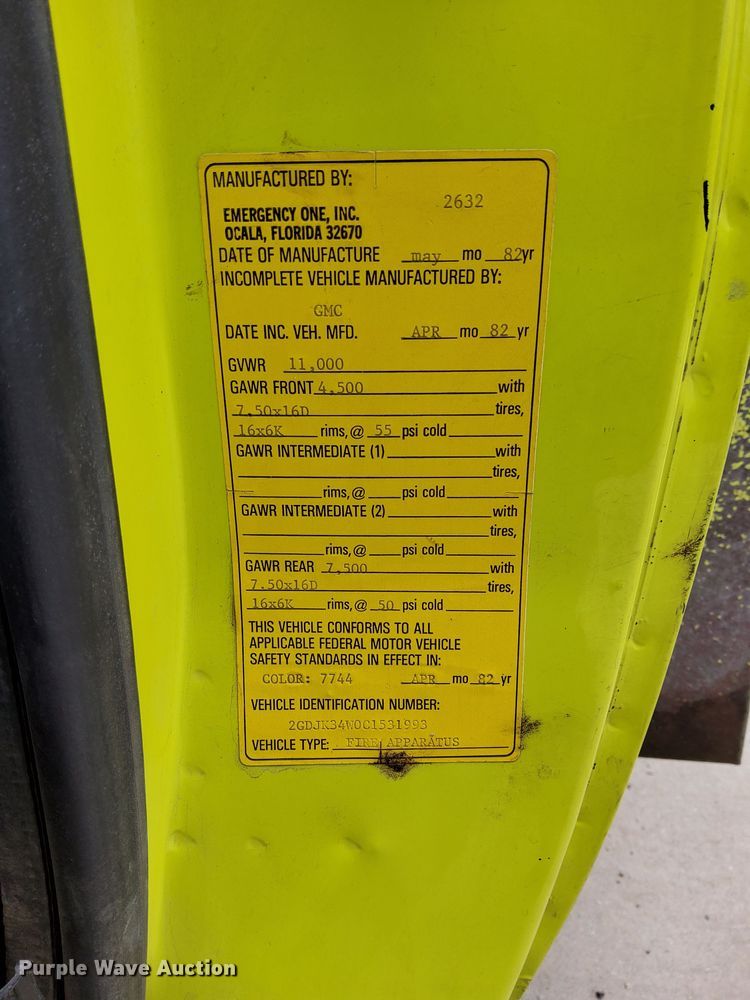 MANUFACTURED BY:
2632
EMERGENCY ONE, INC.
OCALA, FLORIDA 32670
DATE OF MANUFACTURE may mo 82yr
INCOMPLETE VEHICLE MANUFACTURED BY:
GMC
DATE INC. VEH. MFD. APR mo 82 yr
GVWR 11,000
GAWR FRONT 4,500 with
7.50x16D tires,
16x6K rims, @ 55 psi cold
GAWR INTERMEDIATE (1) with
tires,
rims, @ psi cold
GAWR INTERMEDIATE (2) with
tires,
rims, @ psi cold
GAWR REAR 7,500 with
7.50x16D tires,
16x6K rims, @ 50 psi cold
THIS VEHICLE CONFORMS TO ALL
APPLICABLE FEDERAL MOTOR VEHICLE
SAFETY STANDARDS IN EFFECT IN:
COLOR: 7744 APR mo 82 yr
VEHICLE IDENTIFICATION NUMBER:
2GDJK34W0C1531993
VEHICLE TYPE: FIRE APPARATUS
Purple Wave Auction